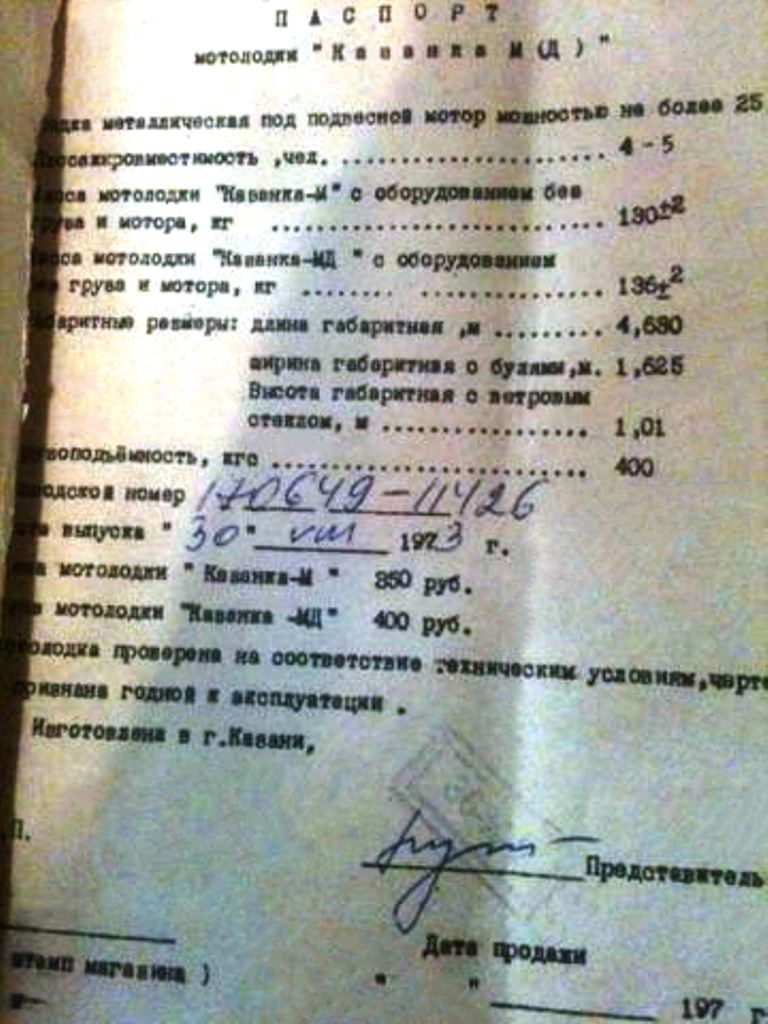 ПАСПОРТ
мотолодки "Казанка М(Д)"
металлическая под подвесной мотор мощностью не более 25
Пассажировместимость ,чел. ........................ 4 - 5
мотолодки "Казанка-М" с оборудованием без
и мотора, кг ............................ 130±2
мотолодки "Казанка-МД " с оборудованием
груза и мотора, кг ........ ................ 136±2
размеры: длина габаритная ,м ......... 4,630
ширина габаритная с булями,м. 1,625
Высота габаритная с ветровым
стеклом, м ................. 1,01
кгс .......................... 400
номер 170649-11426
выпуска " 30 " VIII 1973 г.
мотолодки " Казанка-М " 350 руб.
мотолодки "Казанка -МД" 400 руб.
проверена на соответствие техническим условиям,
признана годной к эксплуатации .
Изготовлена в г.Казани,
.П.
Представитель
Дата продажи
штамп магазина )
" " 197 г